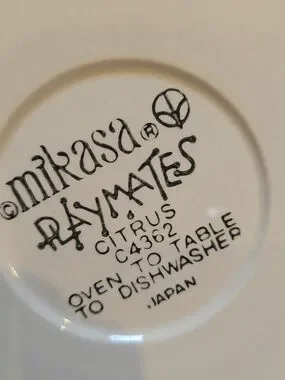 © mikasa ®
PLAYMATES
CITRUS
C4362
OVEN TO TABLE
TO DISHWASHER
JAPAN